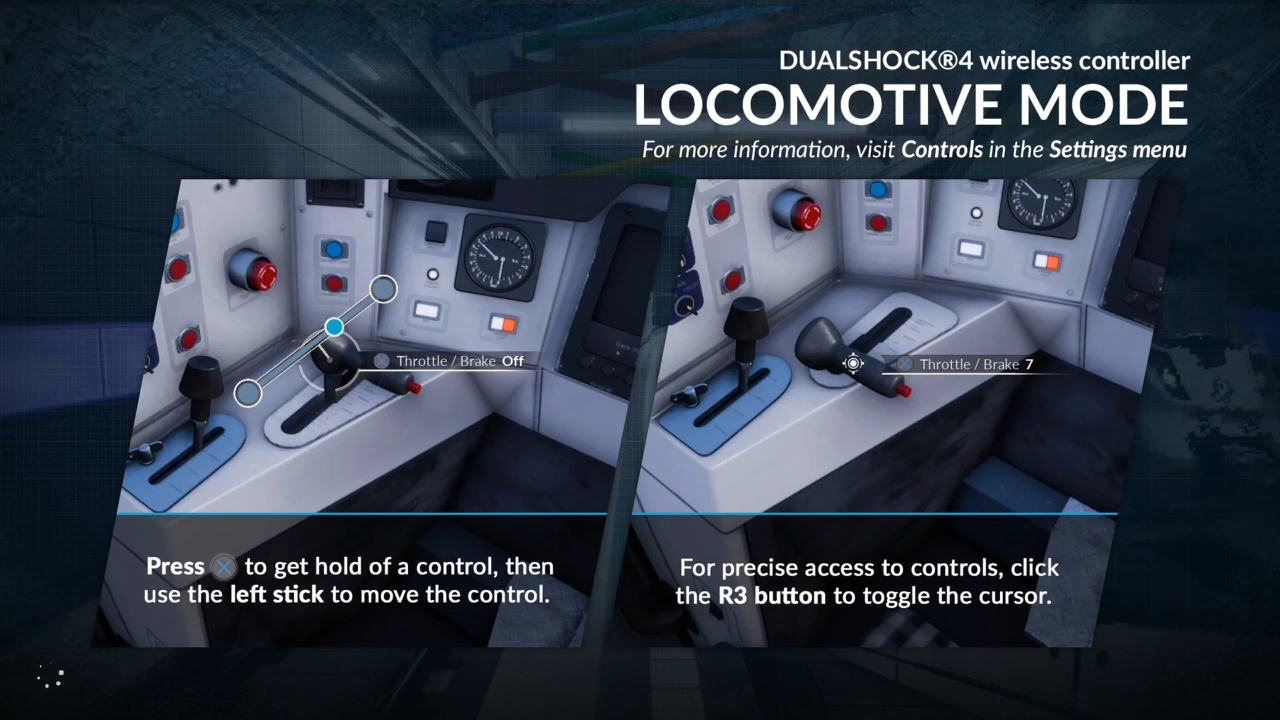 DUALSHOCK®4 wireless controller
LOCOMOTIVE MODE
For more information, visit Controls in the Settings menu
Throttle / Brake Off
Throttle / Brake 7
Press to get hold of a control, then
use the left stick to move the control.
For precise access to controls, click
the R3 button to toggle the cursor.